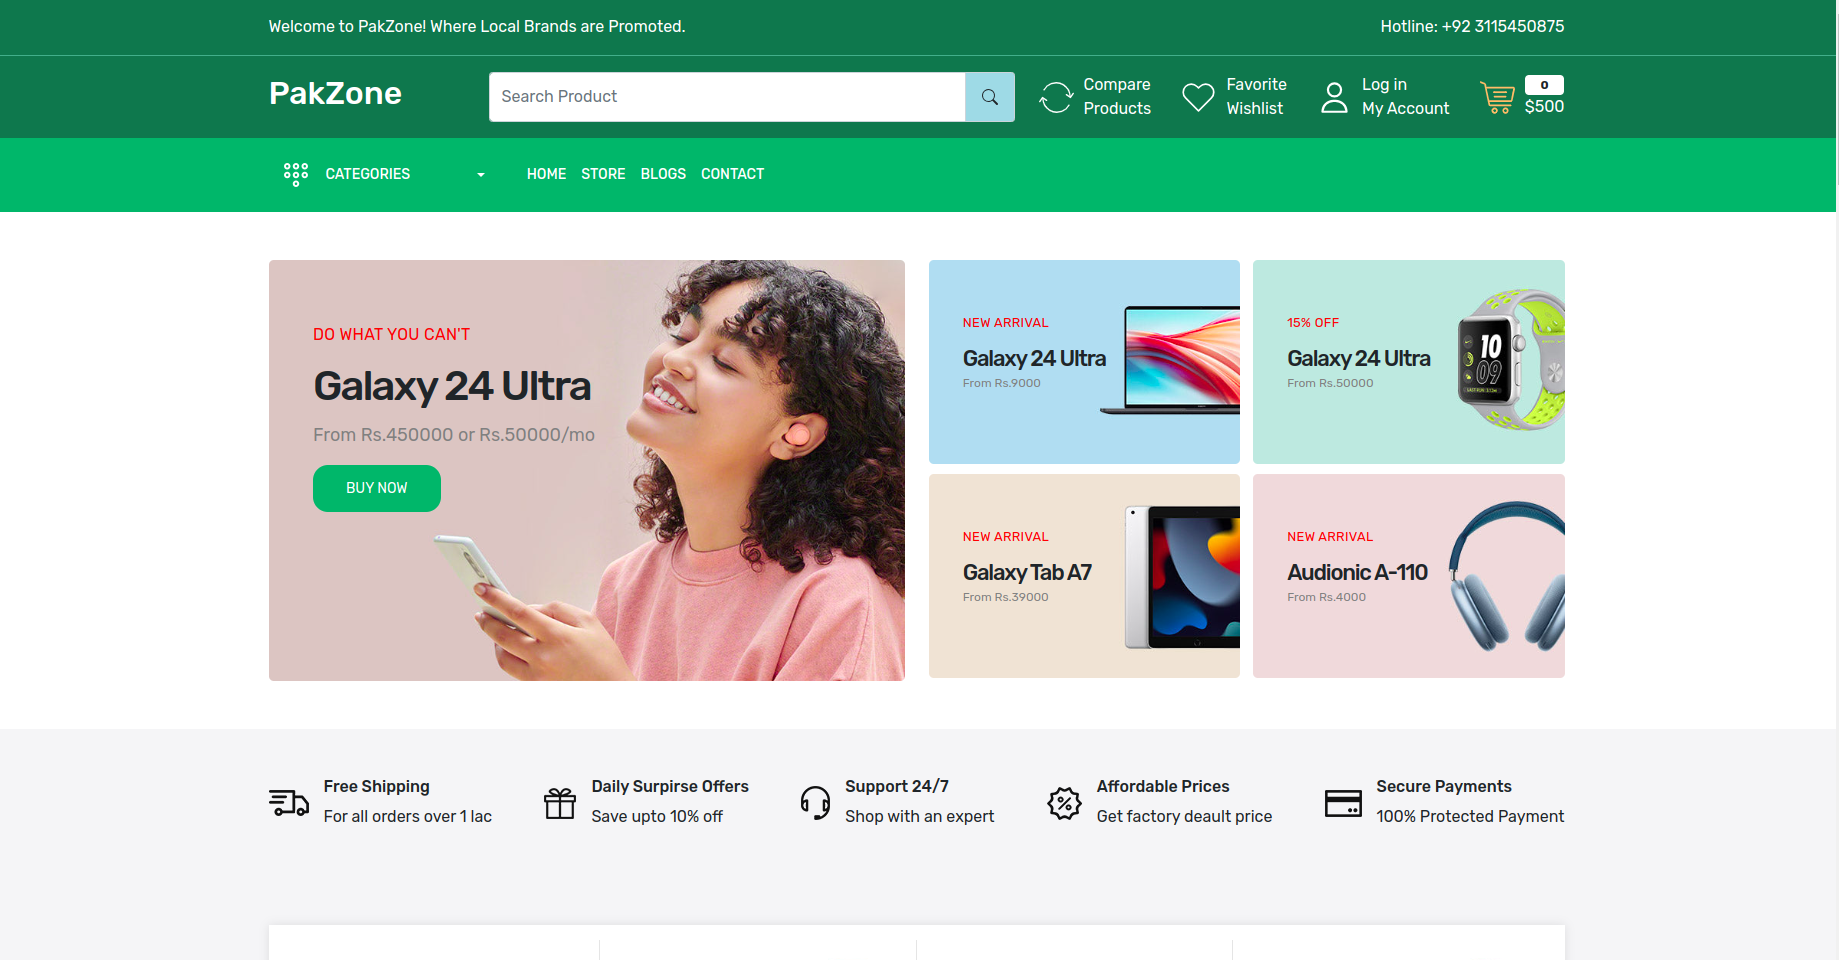 Welcome to PakZone! Where Local Brands are Promoted.
Hotline: +92 3115450875
PakZone
Search Product
Compare
Products
Favorite
Wishlist
Log in
My Account
0
$500
CATEGORIES
HOME STORE BLOGS CONTACT
DO WHAT YOU CAN'T
Galaxy 24 Ultra
From Rs.450000 or Rs.50000/mo
BUY NOW
NEW ARRIVAL
Galaxy 24 Ultra
From Rs.9000
15% OFF
Galaxy 24 Ultra
From Rs.50000
10
09
NEW ARRIVAL
Galaxy Tab A7
From Rs.39000
NEW ARRIVAL
Audionic A-110
From Rs.4000
Free Shipping
For all orders over 1 lac
Daily Surpirse Offers
Save upto 10% off
Support 24/7
Shop with an expert
Affordable Prices
Get factory deault price
Secure Payments
100% Protected Payment